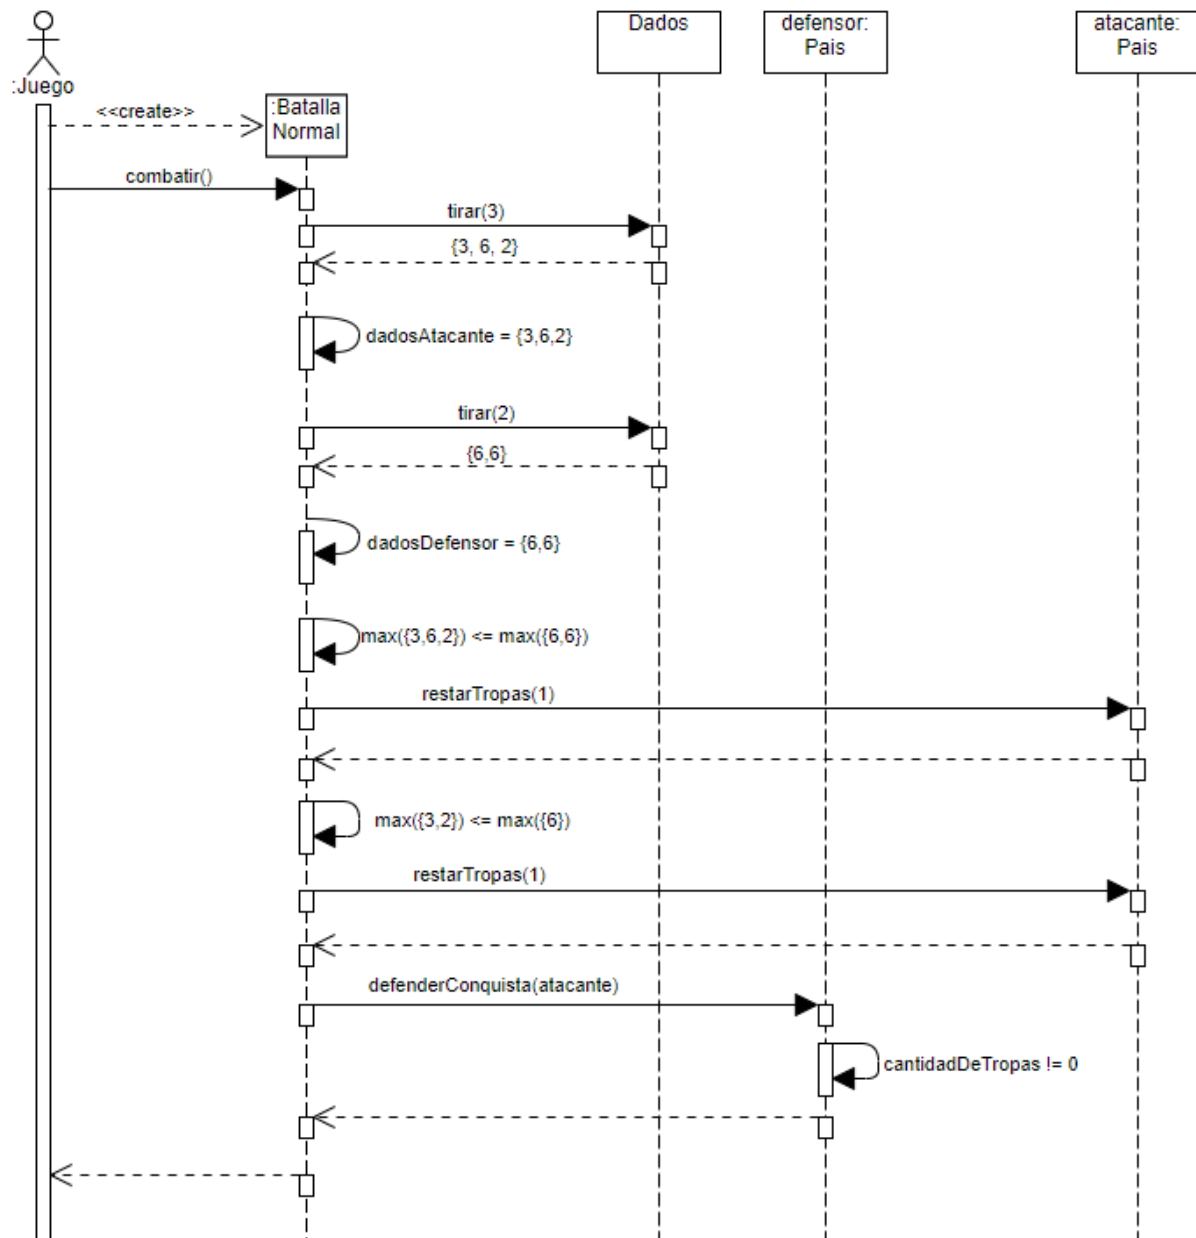 Dados
defensor:
Pais
atacante:
Pais
:Juego
<<create>>
:Batalla
Normal
combatir()
tirar(3)
{3, 6, 2}
dadosAtacante = {3,6,2}
tirar(2)
{6,6}
dadosDefensor = {6,6}
max({3,6,2}) <= max({6,6})
restarTropas(1)
max({3,2}) <= max({6})
restarTropas(1)
defenderConquista(atacante)
cantidadDeTropas != 0